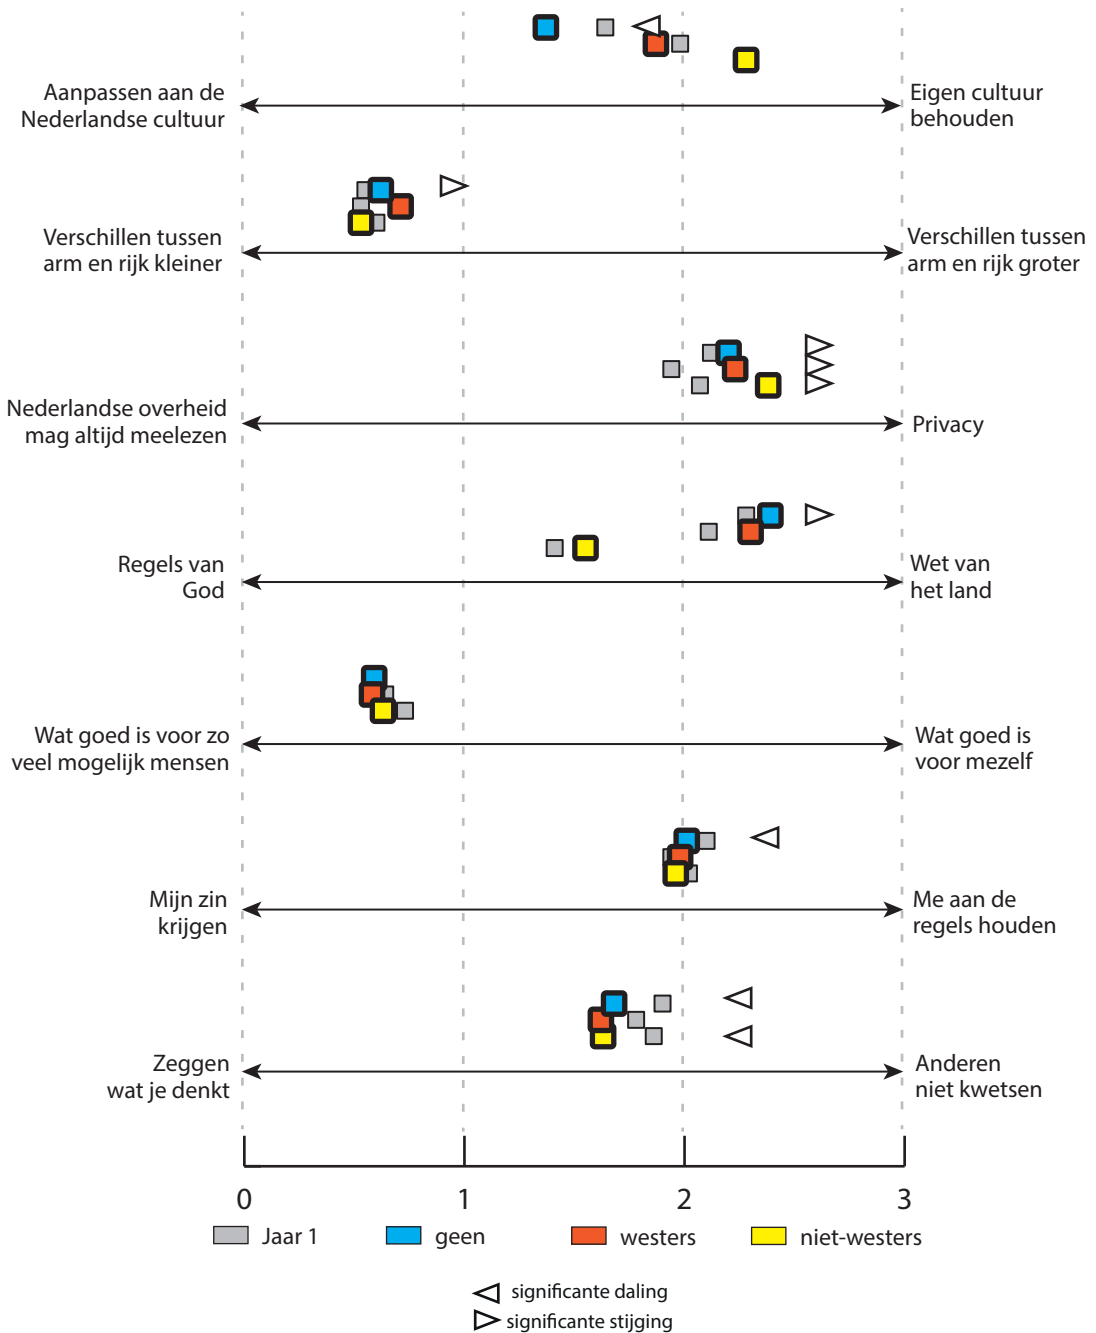 Aanpassen aan de
Nederlandse cultuur
Eigen cultuur
behouden
Verschillen tussen
arm en rijk kleiner
Verschillen tussen
arm en rijk groter
Nederlandse overheid
mag altijd meelezen
Privacy
Regels van
God
Wet van
het land
Wat goed is voor zo
veel mogelijk mensen
Wat goed is
voor mezelf
Mijn zin
krijgen
Me aan de
regels houden
Zeggen
wat je denkt
Anderen
niet kwetsen
0 1 2 3
Jaar 1 geen westers niet-westers
significante daling
significante stijging